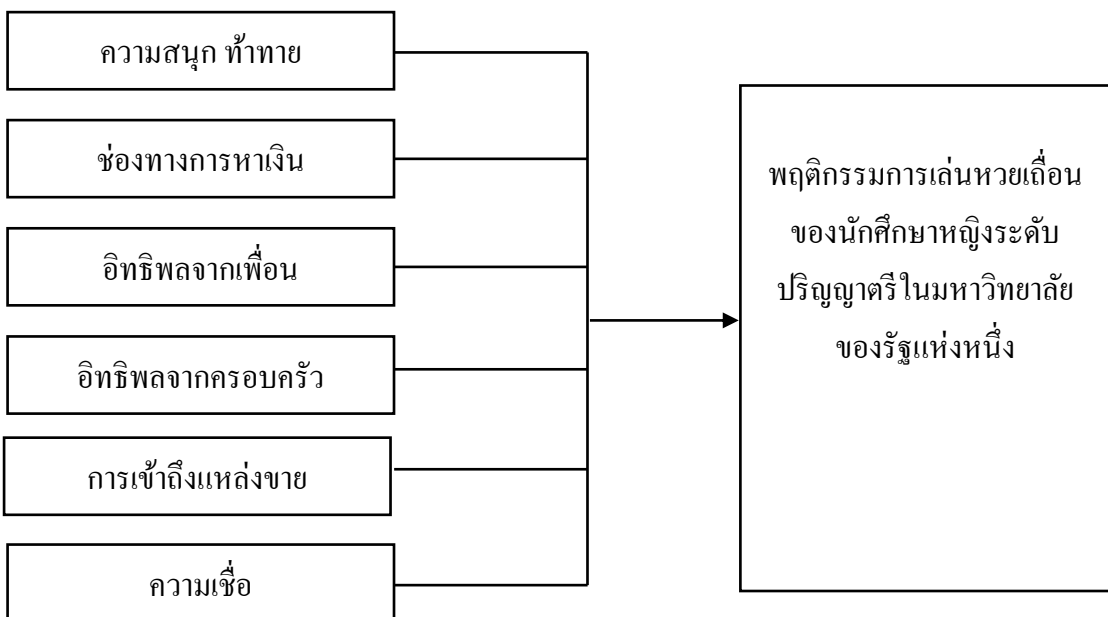 ความสนุก ท้าทาย
ช่องทางการหาเงิน
อิทธิพลจากเพื่อน
อิทธิพลจากครอบครัว
การเข้าถึงแหล่งขาย
ความเชื่อ
พฤติกรรมการเล่นหวยเถื่อน
ของนักศึกษาหญิงระดับ
ปริญญาตรีในมหาวิทยาลัย
ของรัฐแห่งหนึ่ง